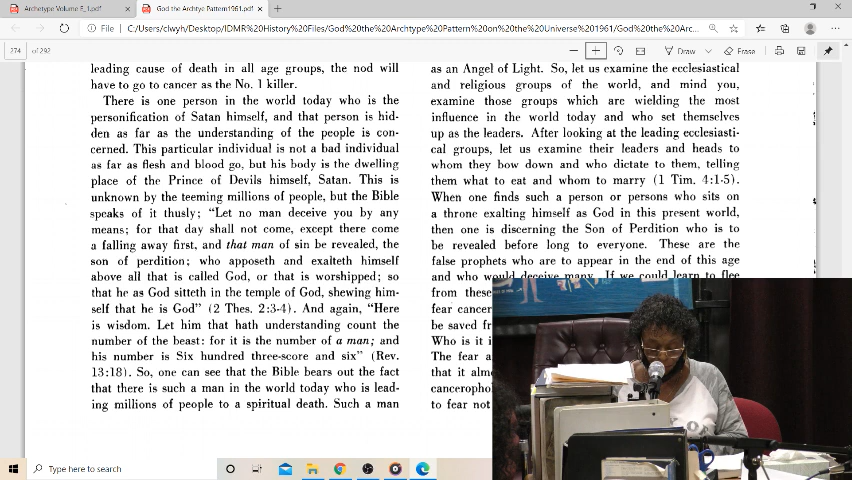 Archetype Volume E_1.pdf
God the Archtype Pattern1961.pdf
File
C:/Users/clwyh/Desktop/IDMR%20History%20Files/God%20the%20Archtype%20Pattern%20on%20the%20Universe%201961/God%20the%20Arc...
274 of 292
Draw
Erase
leading cause of death in all age groups, the nod will
have to go to cancer as the No. 1 killer.
There is one person in the world today who is the
personification of Satan himself, and that person is hid-
den as far as the understanding of the people is con-
cerned. This particular individual is not a bad individual
as far as flesh and blood go, but his body is the dwelling
place of the Prince of Devils himself, Satan. This is
unknown by the teeming millions of people, but the Bible
speaks of it thusly; “Let no man deceive you by any
means; for that day shall not come, except there come
a falling away first, and that man of sin be revealed, the
son of perdition; who apposeth and exalteth himself
above all that is called God, or that is worshipped; so
that he as God sitteth in the temple of God, shewing him-
self that he is God” (2 Thes. 2:3-4). And again, “Here
is wisdom. Let him that hath understanding count the
number of the beast: for it is the number of a man; and
his number is Six hundred three-score and six” (Rev.
13:18). So, one can see that the Bible bears out the fact
that there is such a man in the world today who is lead-
ing millions of people to a spiritual death. Such a man
as an Angel of Light. So, let us examine the ecclesiastical
and religious groups of the world, and mind you,
examine those groups which are wielding the most
influence in the world today and who set themselves
up as the leaders. After looking at the leading ecclesiasti-
cal groups, let us examine their leaders and heads to
whom they bow down and who dictate to them, telling
them what to eat and whom to marry (1 Tim. 4:1-5).
When one finds such a person or persons who sits on
a throne exalting himself as God in this present world,
then one is discerning the Son of Perdition who is to
be revealed before long to everyone. These are the
false prophets who are to appear in the end of this age
and who would deceive many. If we could learn to flee
from these
fear cancer
be saved
Who is it
The fear
that it
canceropho
to fear not
Type here to search